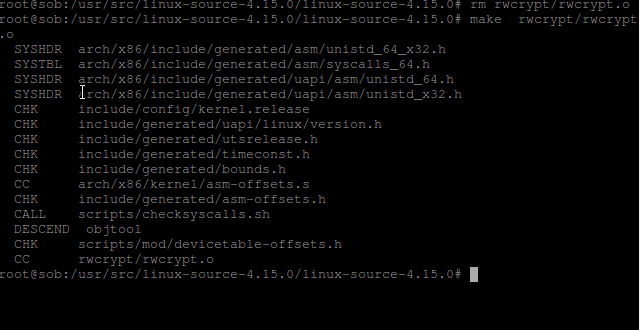 root@sob:/usr/src/linux-source-4.15.0/linux-source-4.15.0# rm rwcrypt/rwcrypt.o
root@sob:/usr/src/linux-source-4.15.0/linux-source-4.15.0# make  rwcrypt/rwcrypt
.o
  SYSHDR  arch/x86/include/generated/asm/unistd_64_x32.h
  SYSTBL  arch/x86/include/generated/asm/syscalls_64.h
  SYSHDR  arch/x86/include/generated/uapi/asm/unistd_64.h
  SYSHDR  arch/x86/include/generated/uapi/asm/unistd_x32.h
  CHK     include/config/kernel.release
  CHK     include/generated/uapi/linux/version.h
  CHK     include/generated/utsrelease.h
  CHK     include/generated/timeconst.h
  CHK     include/generated/bounds.h
  CC      arch/x86/kernel/asm-offsets.s
  CHK     include/generated/asm-offsets.h
  CALL    scripts/checksyscalls.sh
  DESCEND  objtool
  CHK     scripts/mod/devicetable-offsets.h
  CC      rwcrypt/rwcrypt.o
root@sob:/usr/src/linux-source-4.15.0/linux-source-4.15.0#